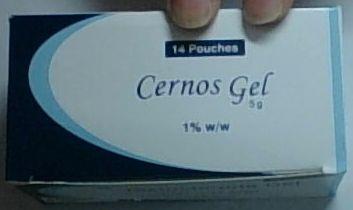 14 Pouches
Cernos Gel
5g
1% w/w